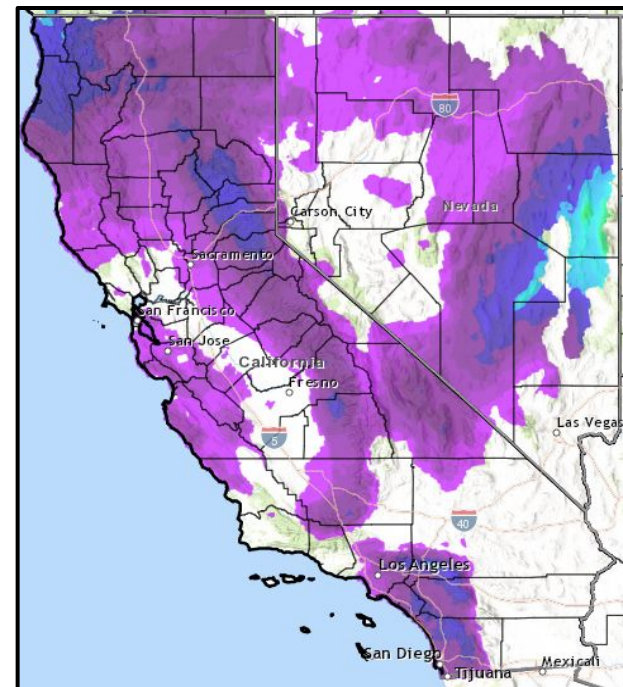 80
Nevada
Carson City
Sacramento
San Francisco
San Jose
California
Fresno
5
Las Vegas
40
Los Angeles
San Diego
Tijuana
Mexicali